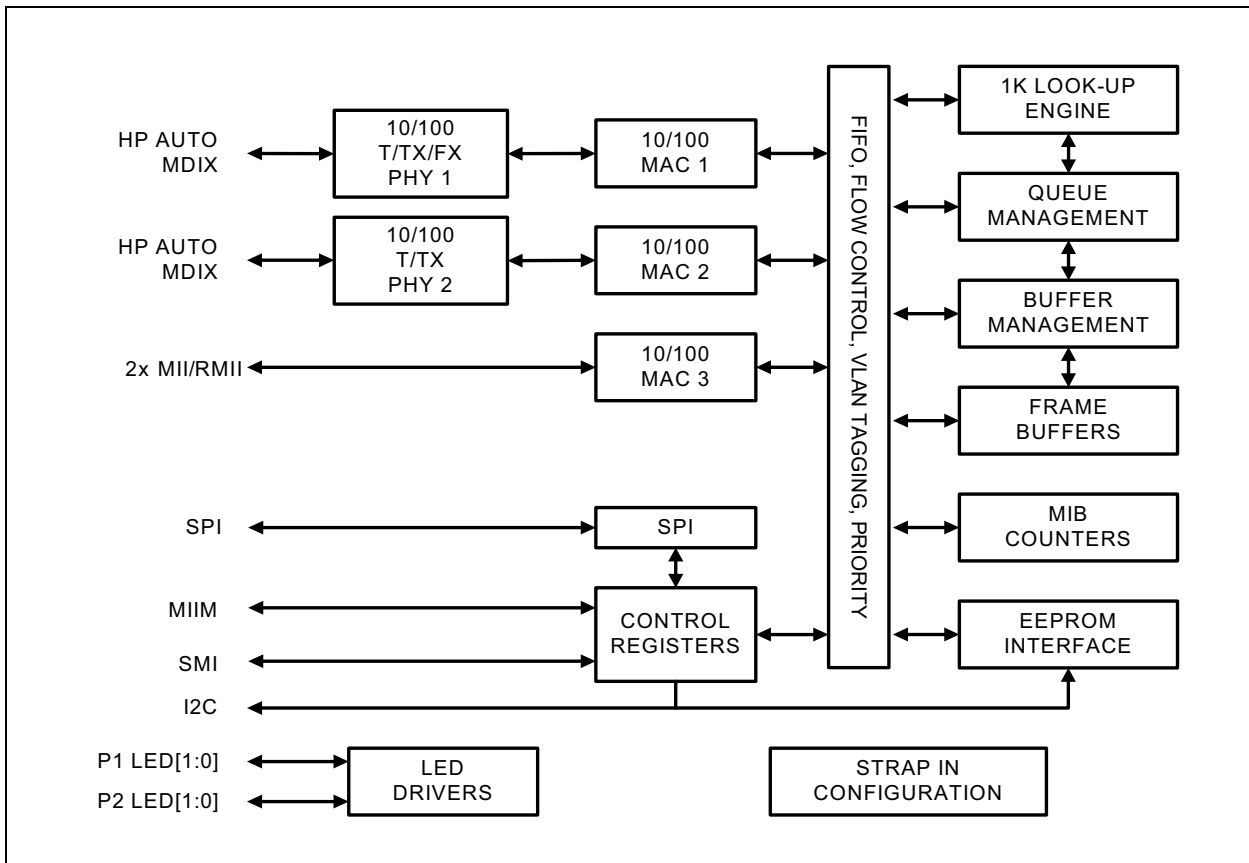 1K LOOK-UP
ENGINE
HP AUTO
MDIX
10/100
T/TX/FX
PHY 1
10/100
MAC 1
FIFO, FLOW CONTROL, VLAN TAGGING, PRIORITY
QUEUE
MANAGEMENT
HP AUTO
MDIX
10/100
T/TX
PHY 2
10/100
MAC 2
BUFFER
MANAGEMENT
2x MII/RMII
10/100
MAC 3
FRAME
BUFFERS
SPI
SPI
MIB
COUNTERS
MIIM
SMI
CONTROL
REGISTERS
EEPROM
INTERFACE
I2C
P1 LED[1:0]
P2 LED[1:0]
LED
DRIVERS
STRAP IN
CONFIGURATION